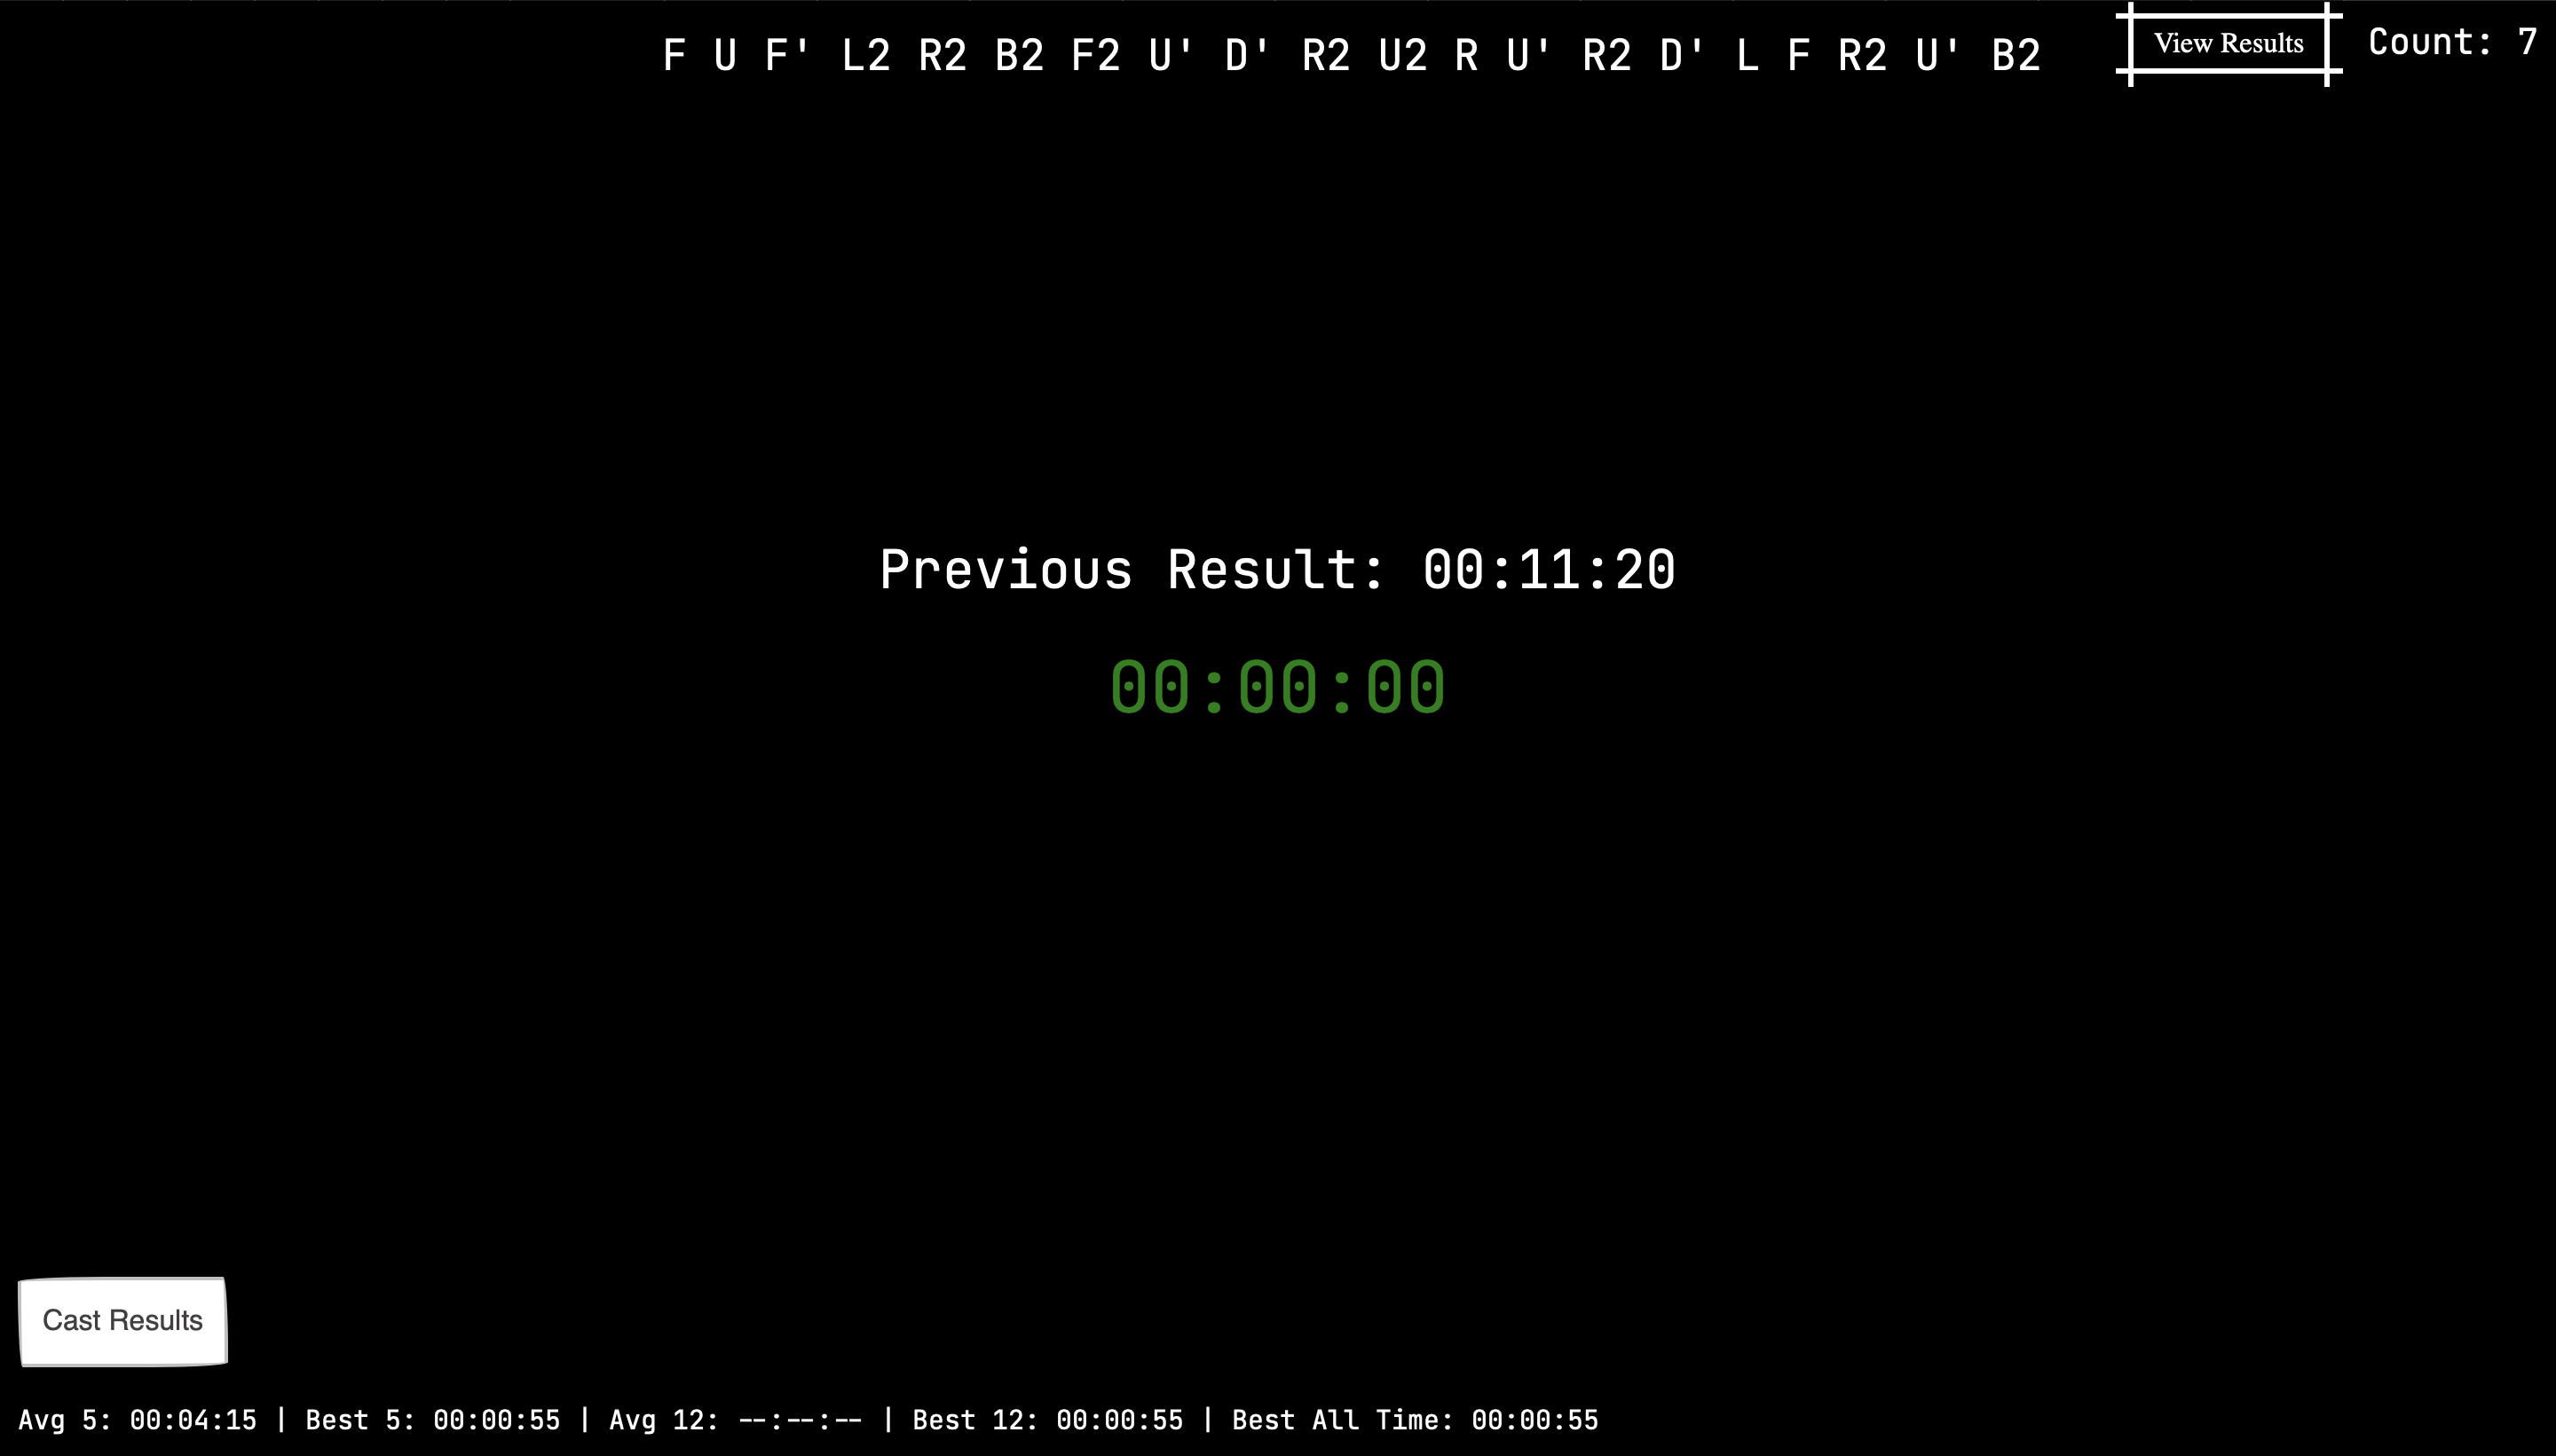 F U F' L2 R2 B2 F2 U' D' R2 U2 R U' R2 D' L F R2 U' B2
View Results
Count: 7
Previous Result: 00:11:20
00:00:00
Cast Results
Avg 5: 00:04:15 | Best 5: 00:00:55 | Avg 12: --:--:-- | Best 12: 00:00:55 | Best All Time: 00:00:55